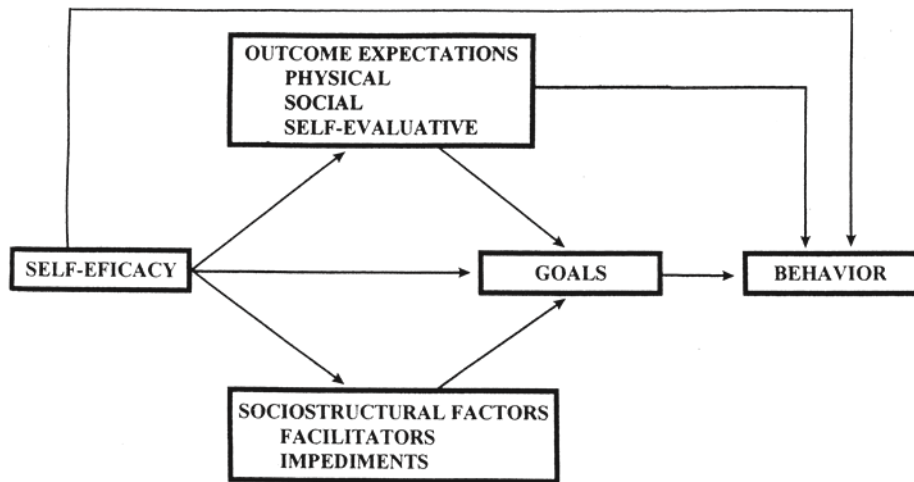 OUTCOME EXPECTATIONS
PHYSICAL
SOCIAL
SELF-EVALUATIVE
SELF-EFICACY
GOALS
BEHAVIOR
SOCIOSTRUCTURAL FACTORS
FACILITATORS
IMPEDIMENTS